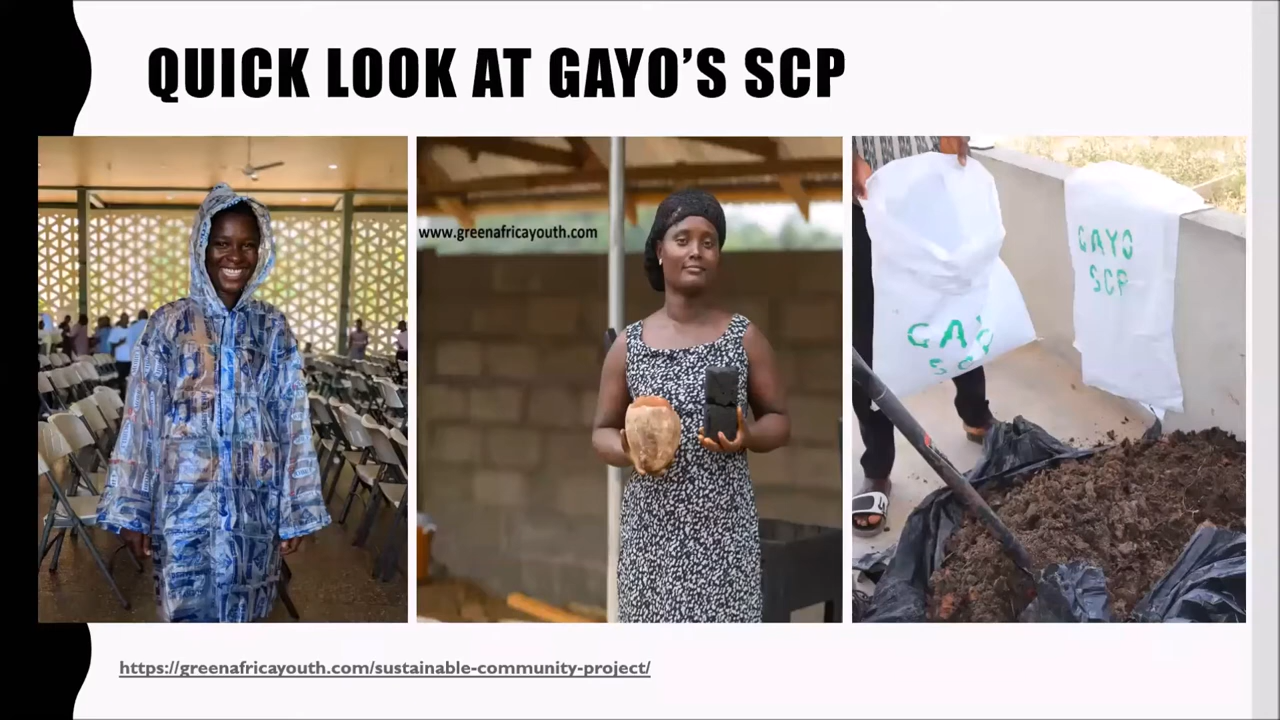 QUICK LOOK AT GAYO'S SCP
www.greenafricayouth.com
GAYO
SCP
GAYO
SCP
https://greenafricayouth.com/sustainable-community-project/